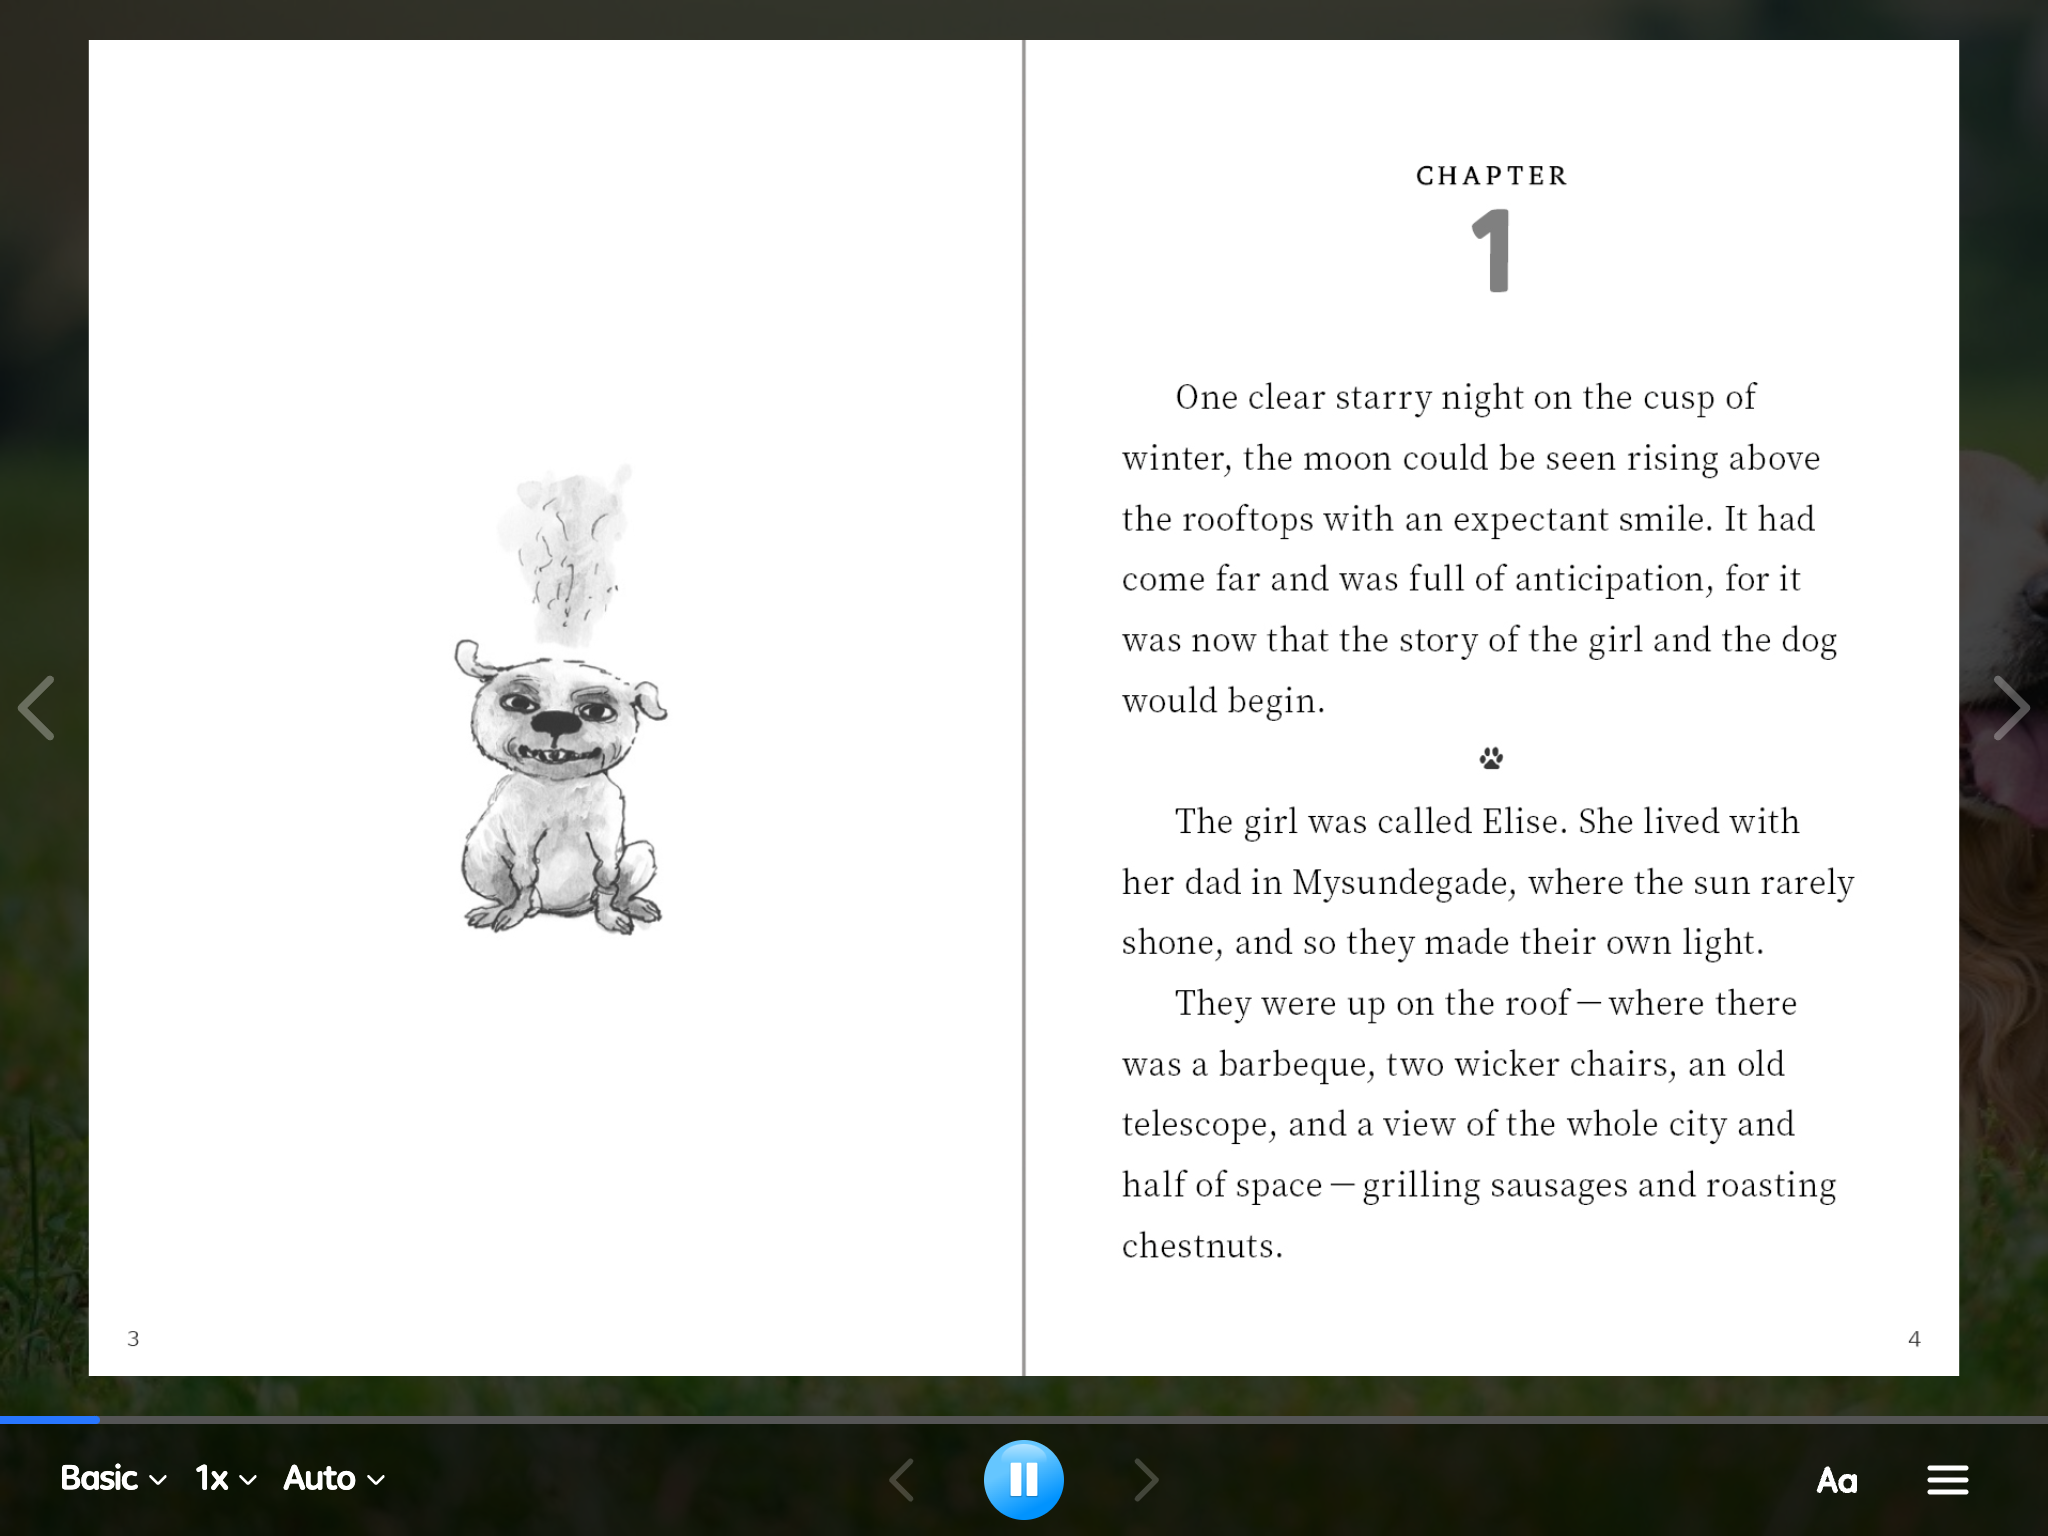 CHAPTER
1
One clear starry night on the cusp of
winter, the moon could be seen rising above
the rooftops with an expectant smile. It had
come far and was full of anticipation, for it
was now that the story of the girl and the dog
would begin.
The girl was called Elise. She lived with
her dad in Mysundegade, where the sun rarely
shone, and so they made their own light.
They were up on the roof — where there
was a barbeque, two wicker chairs, an old
telescope, and a view of the whole city and
half of space — grilling sausages and roasting
chestnuts.
3
4
Basic 1x Auto
Aa